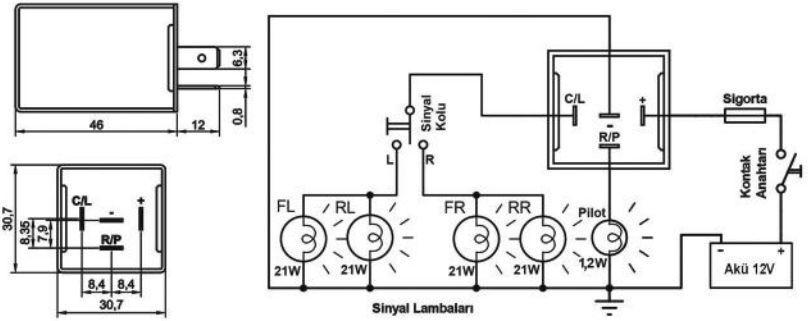 46
12
6,3
0,8
C/L
-
+
R/P
30,7
8,35
7,9
8,4
8,4
30,7
C/L
-
+
R/P
Sinyal
Kolu
L
R
Sigorta
Kontak
Anahtarı
FL
RL
FR
RR
Pilot
21W
21W
21W
21W
1,2W
- +
Akü 12V
Sinyal Lambaları